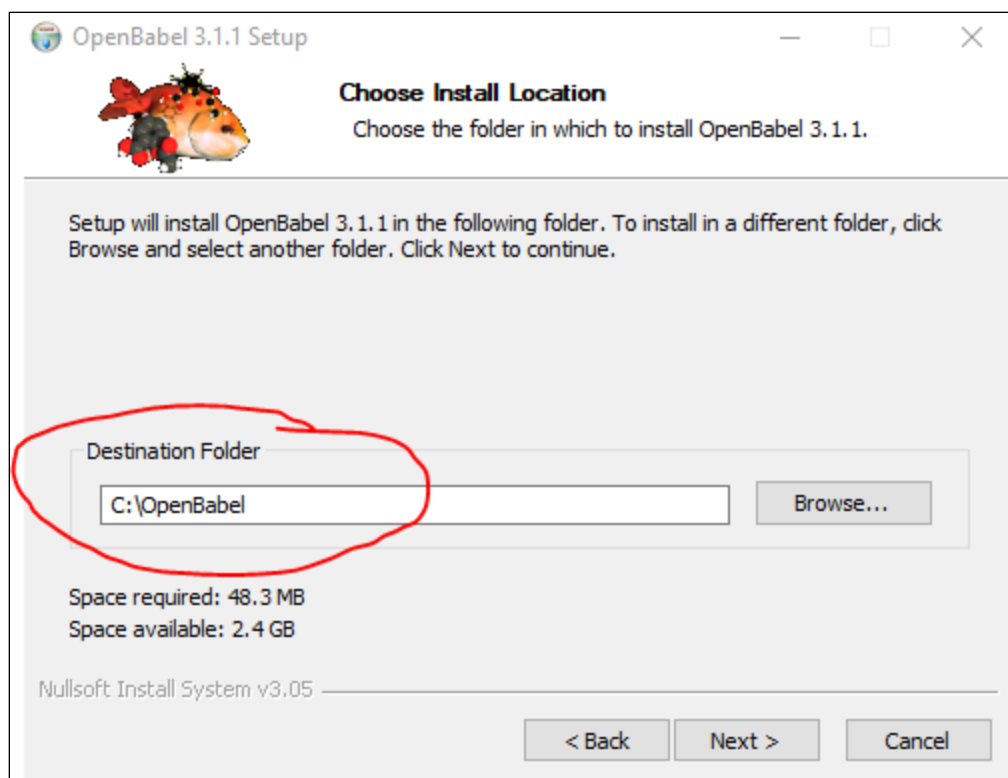 OpenBabel 3.1.1 Setup
Choose Install Location
Choose the folder in which to install OpenBabel 3.1.1.
Setup will install OpenBabel 3.1.1 in the following folder. To install in a different folder, click
Browse and select another folder. Click Next to continue.
Destination Folder
C:\OpenBabel
Browse...
Space required: 48.3 MB
Space available: 2.4 GB
Nullsoft Install System v3.05
< Back
Next >
Cancel